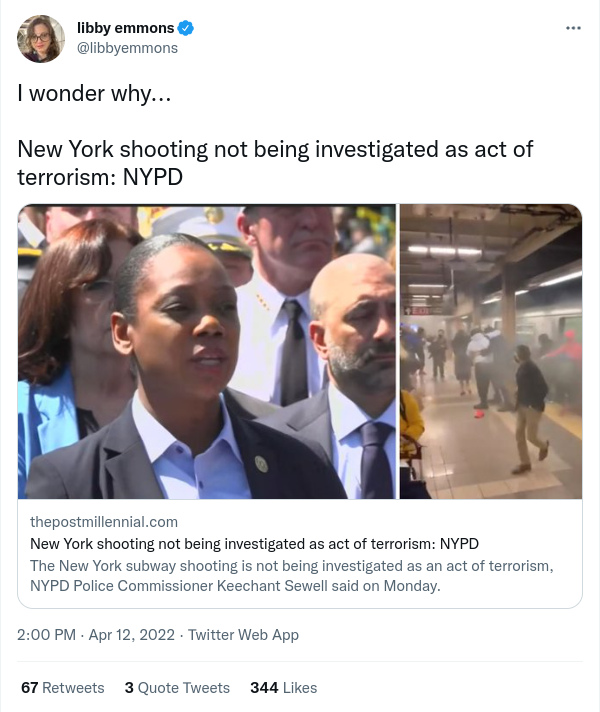 libby emmons
@libbyemmons
I wonder why...
New York shooting not being investigated as act of
terrorism: NYPD
EXIT
thepostmillennial.com
New York shooting not being investigated as act of terrorism: NYPD
The New York subway shooting is not being investigated as an act of terrorism,
NYPD Police Commissioner Keechant Sewell said on Monday.
2:00 PM · Apr 12, 2022 · Twitter Web App
67 Retweets 3 Quote Tweets 344 Likes